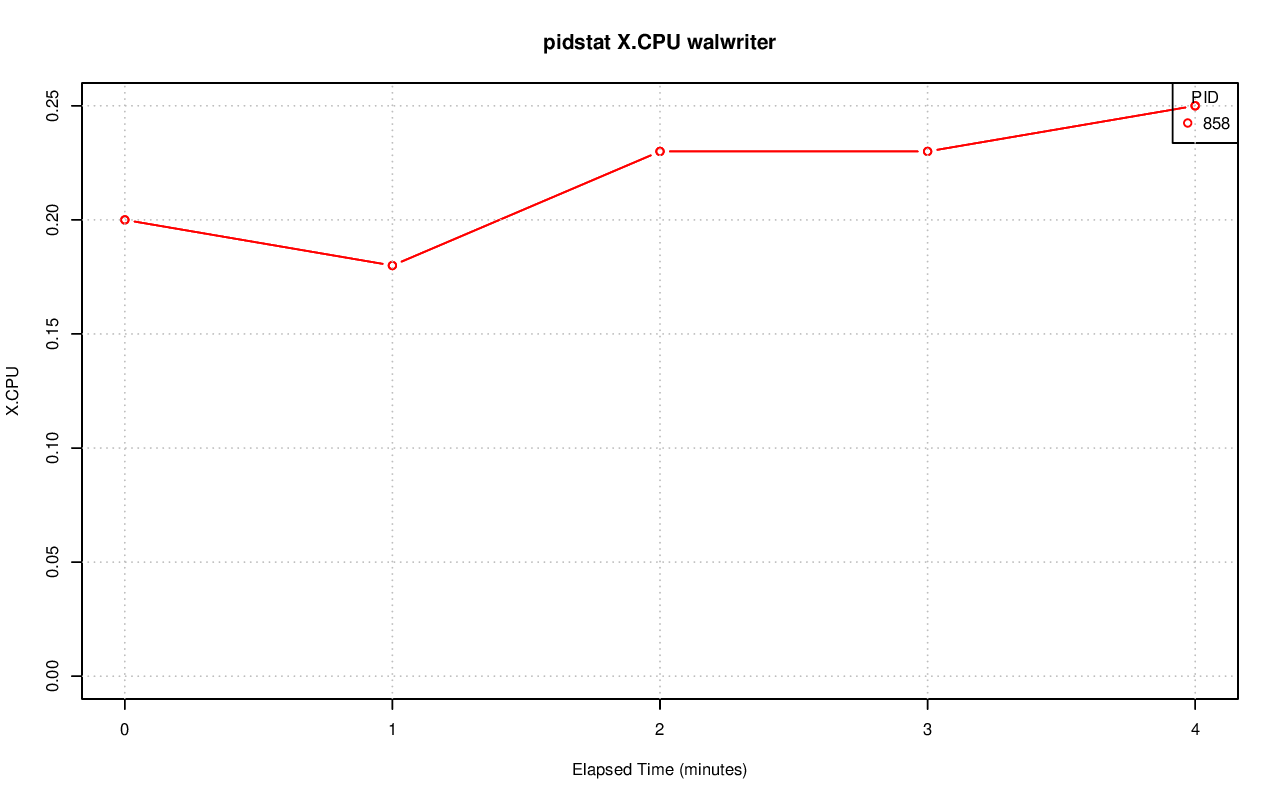 pidstat X.CPU walwriter
PID
858
X.CPU
0.25
0.20
0.15
0.10
0.05
0.00
0 1 2 3 4
Elapsed Time (minutes)